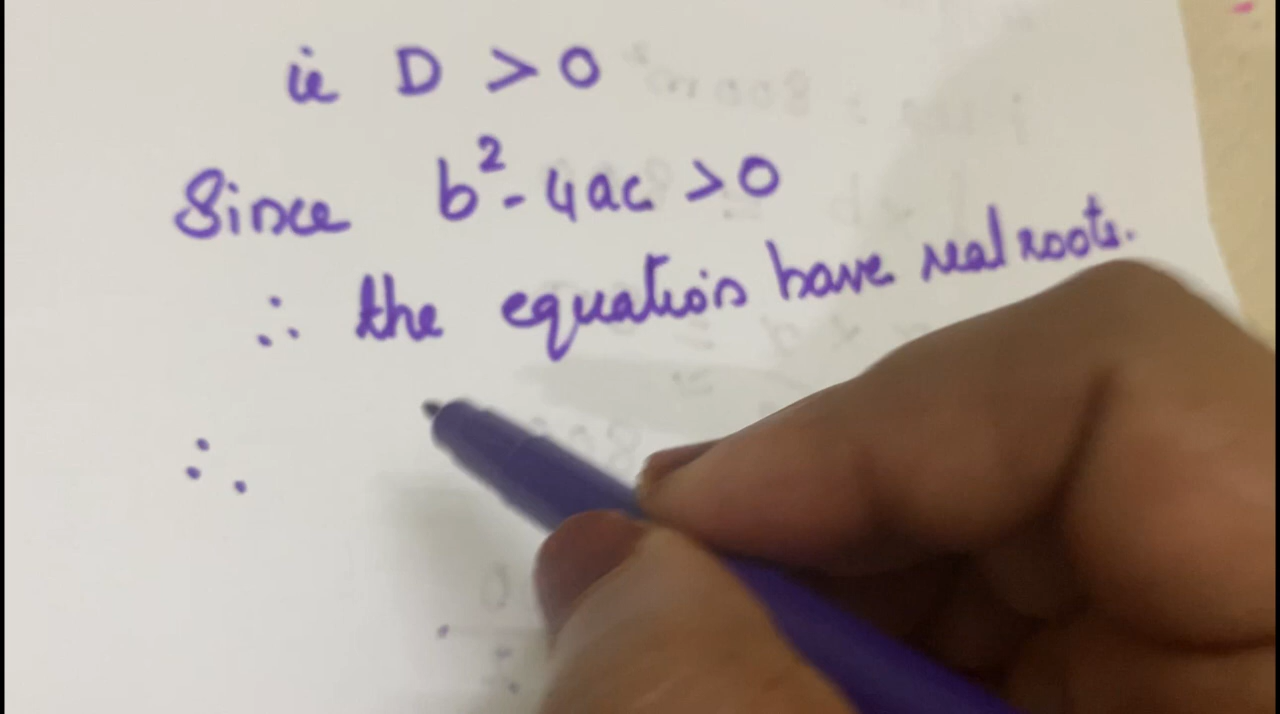 ie D > 0
Since b² - 4ac > 0
∴ the equation have real roots.
∴